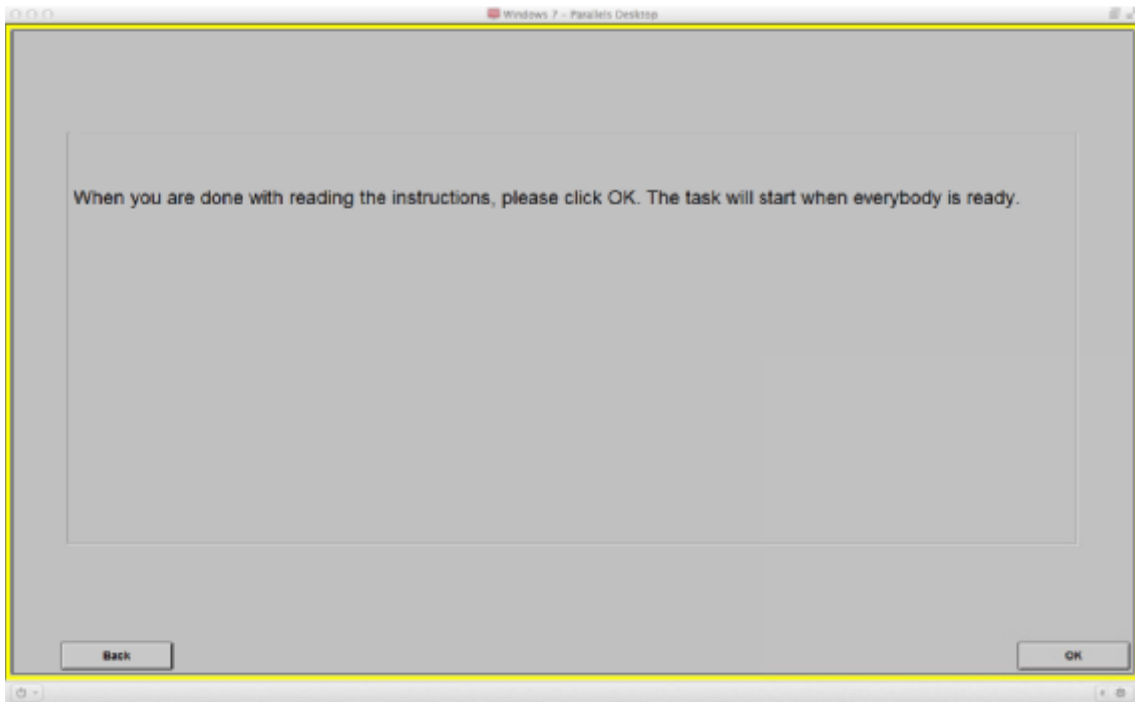 Windows 7 - Parallels Desktop
When you are done with reading the instructions, please click OK. The task will start when everybody is ready.
Back
OK